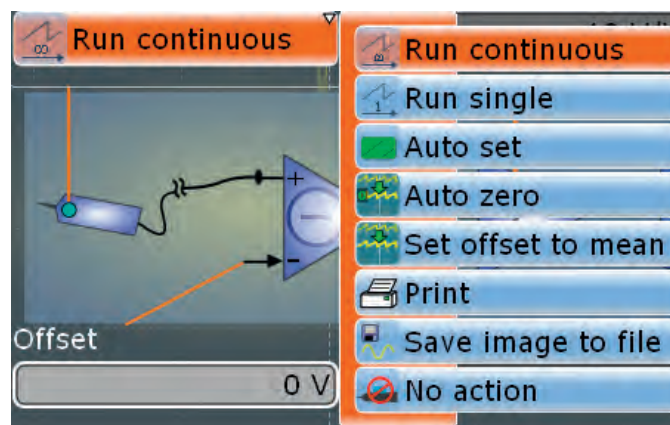 Run continuous
Offset
0 V
Run continuous
Run single
Auto set
Auto zero
Set offset to mean
Print
Save image to file
No action